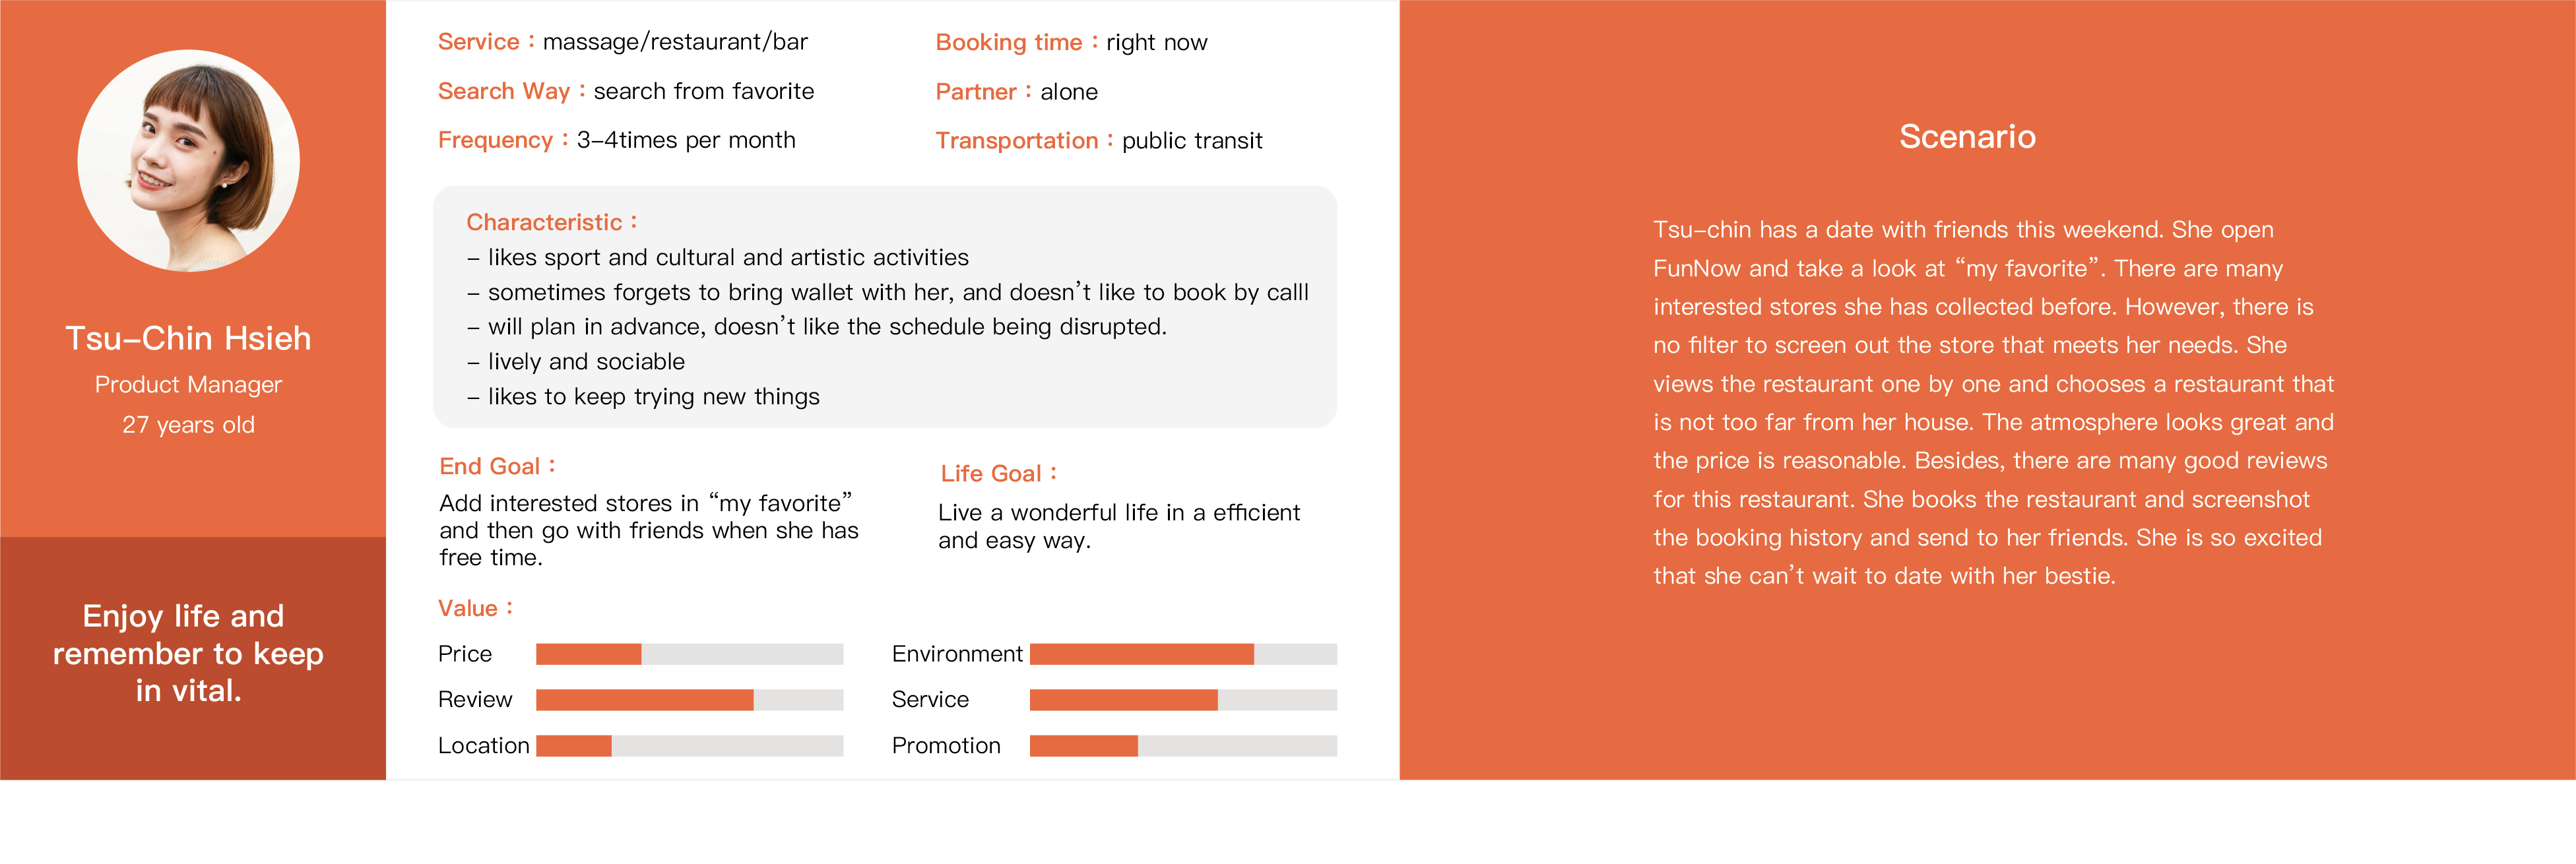 Tsu-Chin Hsieh
Product Manager
27 years old
Enjoy life and
remember to keep
in vital.
Service：massage/restaurant/bar
Search Way：search from favorite
Frequency：3-4times per month
Booking time：right now
Partner：alone
Transportation：public transit
Characteristic：
- likes sport and cultural and artistic activities
- sometimes forgets to bring wallet with her, and doesn’t like to book by calll
- will plan in advance, doesn’t like the schedule being disrupted.
- lively and sociable
- likes to keep trying new things
End Goal：
Add interested stores in “my favorite”
and then go with friends when she has
free time.
Life Goal：
Live a wonderful life in a efficient
and easy way.
Value：
Price
Review
Location
Environment
Service
Promotion
Scenario
Tsu-chin has a date with friends this weekend. She open
FunNow and take a look at “my favorite”. There are many
interested stores she has collected before. However, there is
no filter to screen out the store that meets her needs. She
views the restaurant one by one and chooses a restaurant that
is not too far from her house. The atmosphere looks great and
the price is reasonable. Besides, there are many good reviews
for this restaurant. She books the restaurant and screenshot
the booking history and send to her friends. She is so excited
that she can’t wait to date with her bestie.